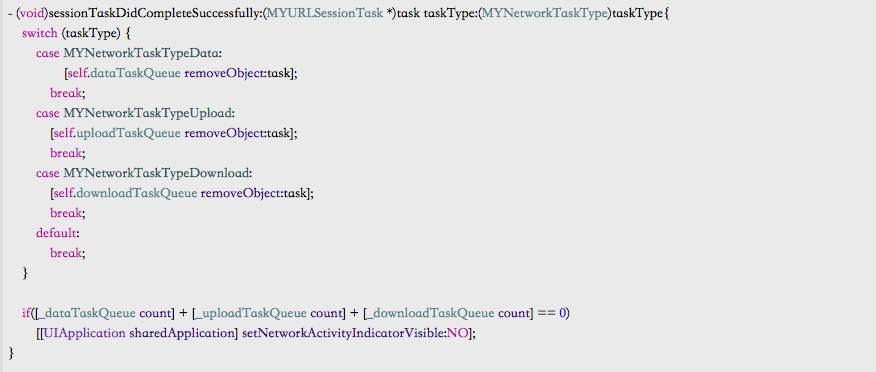 - (void)sessionTaskDidCompleteSuccessfully:(MYURLSessionTask *)task taskType:(MYNetworkTaskType)taskType{
switch (taskType) {
case MYNetworkTaskTypeData:
[self.dataTaskQueue removeObject:task];
break;
case MYNetworkTaskTypeUpload:
[self.uploadTaskQueue removeObject:task];
break;
case MYNetworkTaskTypeDownload:
[self.downloadTaskQueue removeObject:task];
break;
default:
break;
}
if([_dataTaskQueue count] + [_uploadTaskQueue count] + [_downloadTaskQueue count] == 0)
[[UIApplication sharedApplication] setNetworkActivityIndicatorVisible:NO];
}